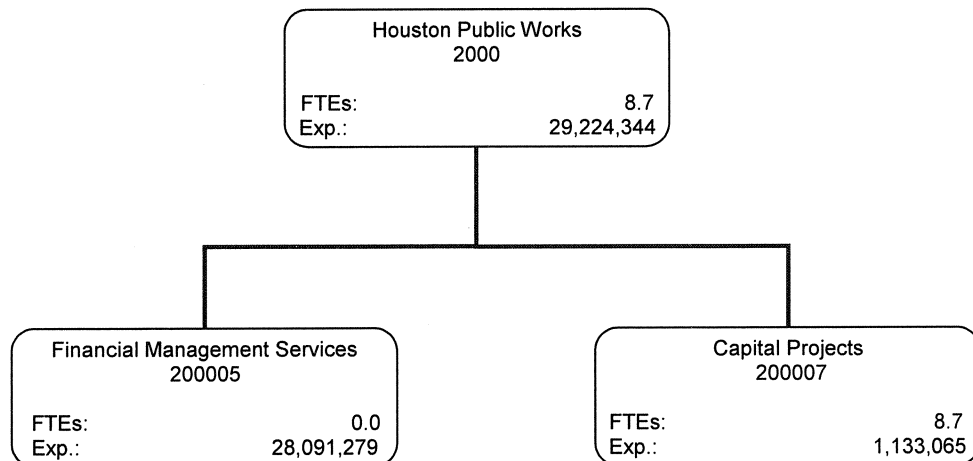 Houston Public Works
2000
FTEs: 8.7
Exp.: 29,224,344
Financial Management Services
200005
FTEs: 0.0
Exp.: 28,091,279
Capital Projects
200007
FTEs: 8.7
Exp.: 1,133,065